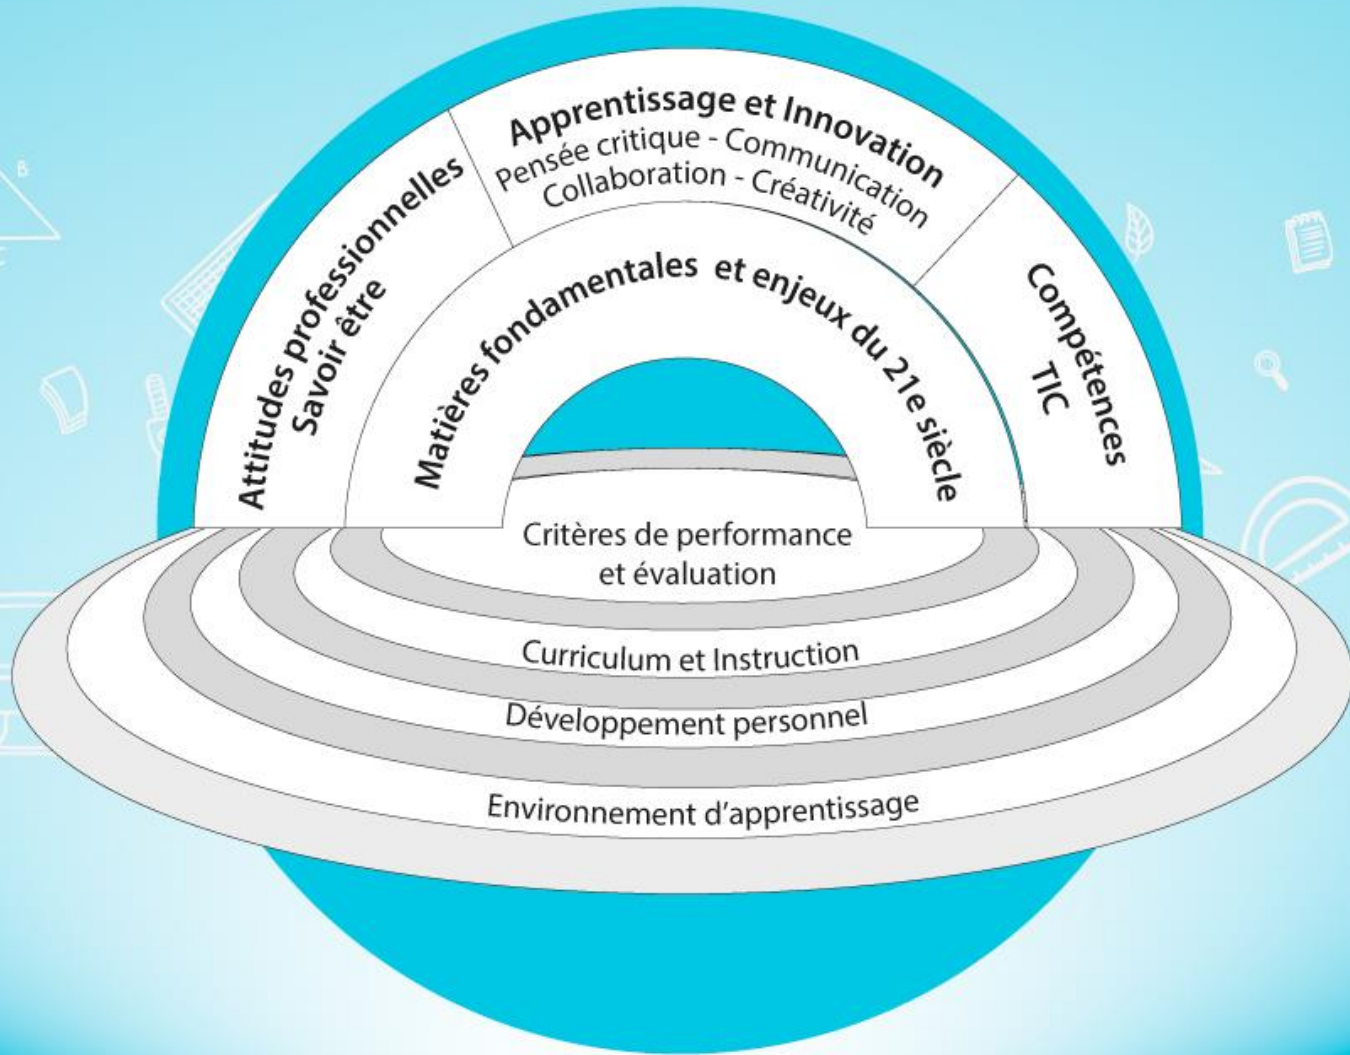 Apprentissage et Innovation
Pensée critique - Communication
Collaboration - Créativité
Attitudes professionnelles
Savoir être
Compétences
TIC
Matières fondamentales et enjeux du 21e siècle
Critères de performance
et évaluation
Curriculum et Instruction
Développement personnel
Environnement d'apprentissage
B
C